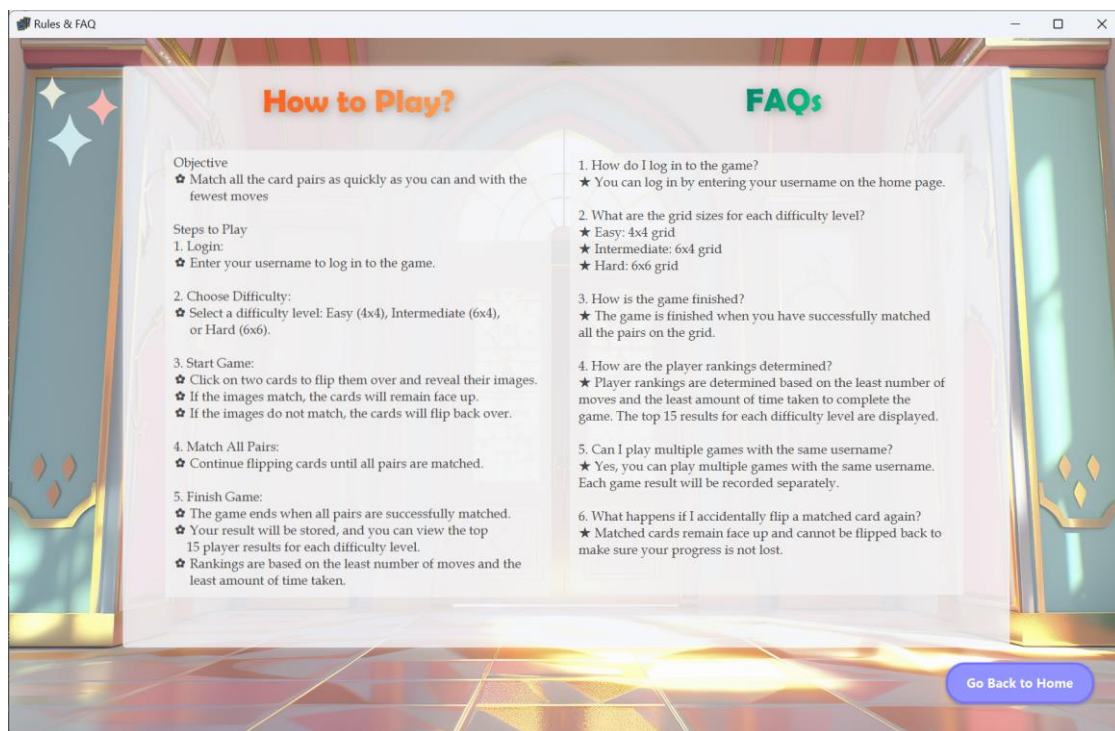 Rules & FAQ
How to Play?
Objective
✿ Match all the card pairs as quickly as you can and with the
fewest moves
Steps to Play
1. Login:
✿ Enter your username to log in to the game.
2. Choose Difficulty:
✿ Select a difficulty level: Easy (4x4), Intermediate (6x4),
or Hard (6x6).
3. Start Game:
✿ Click on two cards to flip them over and reveal their images.
✿ If the images match, the cards will remain face up.
✿ If the images do not match, the cards will flip back over.
4. Match All Pairs:
✿ Continue flipping cards until all pairs are matched.
5. Finish Game:
✿ The game ends when all pairs are successfully matched.
✿ Your result will be stored, and you can view the top
15 player results for each difficulty level.
✿ Rankings are based on the least number of moves and the
least amount of time taken.
FAQs
1. How do I log in to the game?
★ You can log in by entering your username on the home page.
2. What are the grid sizes for each difficulty level?
★ Easy: 4x4 grid
★ Intermediate: 6x4 grid
★ Hard: 6x6 grid
3. How is the game finished?
★ The game is finished when you have successfully matched
all the pairs on the grid.
4. How are the player rankings determined?
★ Player rankings are determined based on the least number of
moves and the least amount of time taken to complete the
game. The top 15 results for each difficulty level are displayed.
5. Can I play multiple games with the same username?
★ Yes, you can play multiple games with the same username.
Each game result will be recorded separately.
6. What happens if I accidentally flip a matched card again?
★ Matched cards remain face up and cannot be flipped back to
make sure your progress is not lost.
Go Back to Home